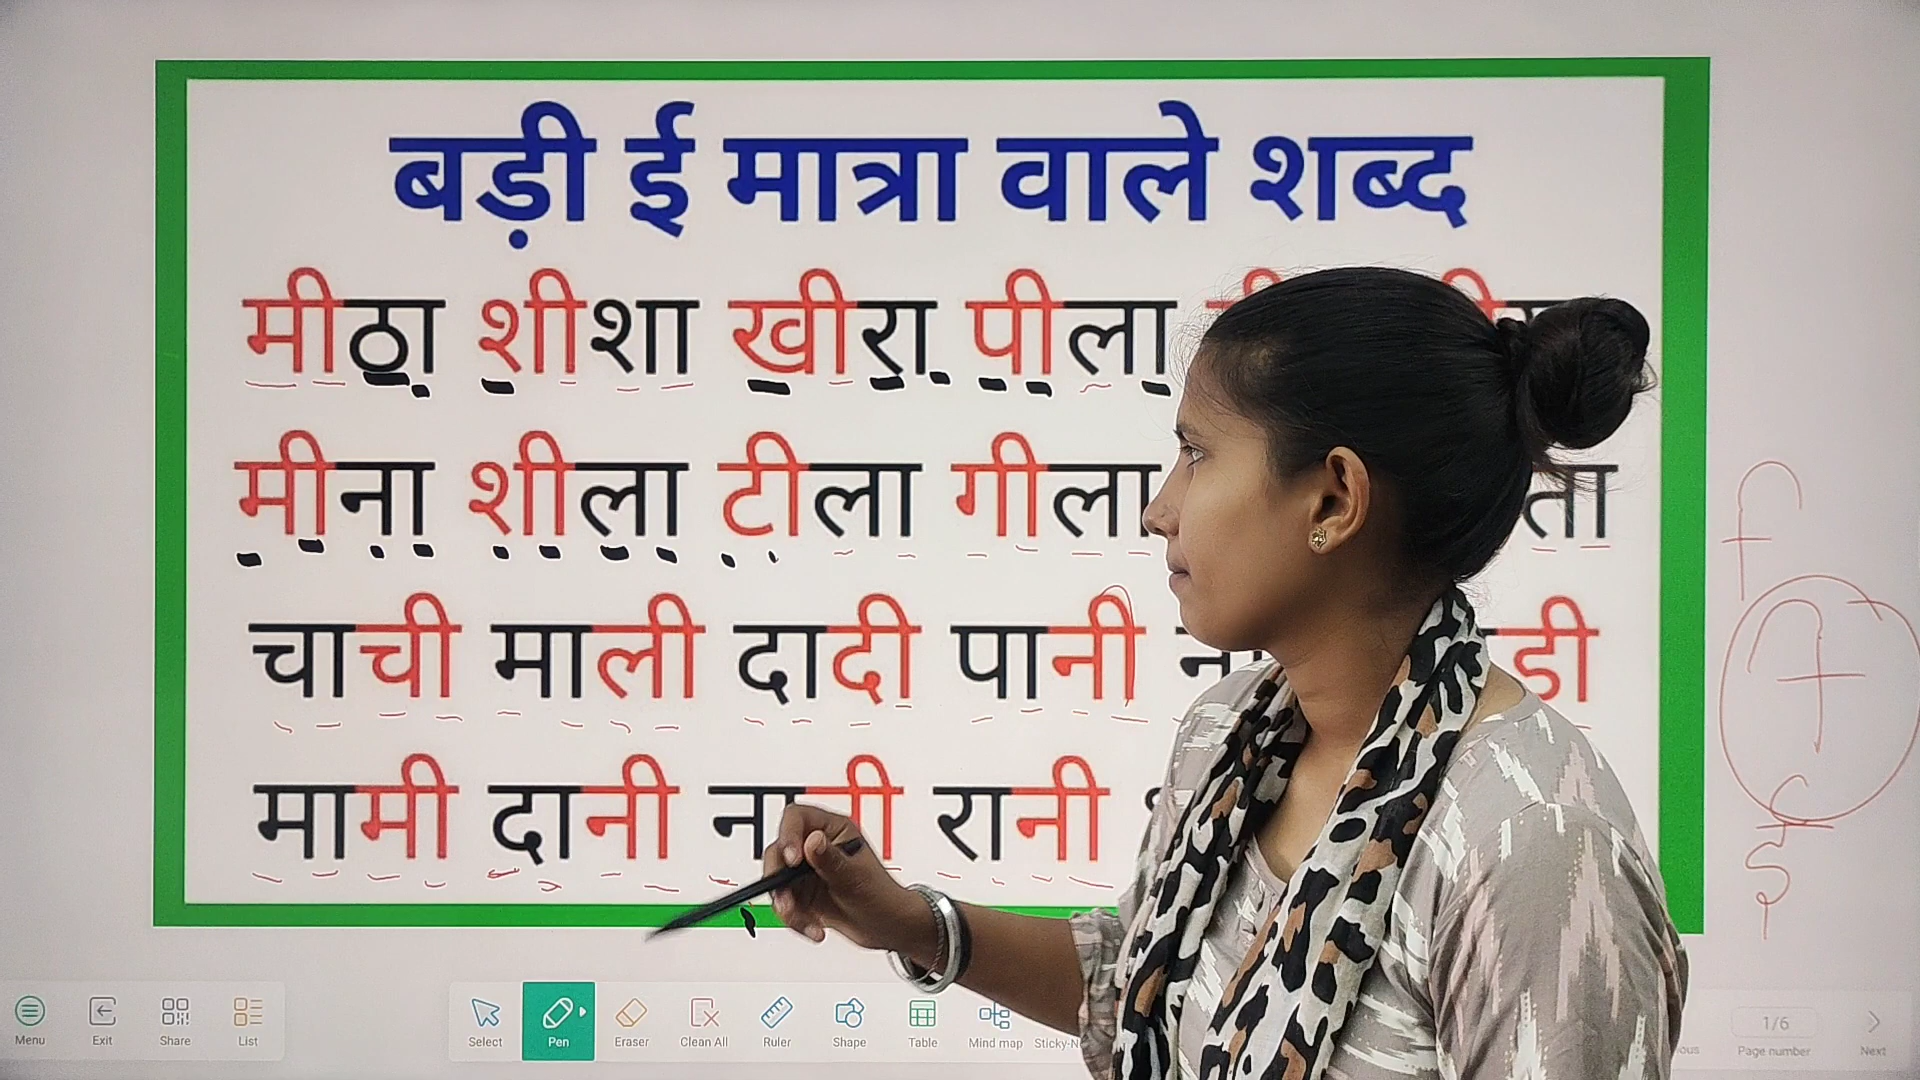 बड़ी ई मात्रा वाले शब्द
मीठा शीशा खीरा पीला
मीना शीला टीला गीला
चाची माली दादी पानी
मामी दानी रानी
Menu Exit Share List Select Pen Eraser Clean All Ruler Shape Table Mind map Page number Next
1/6